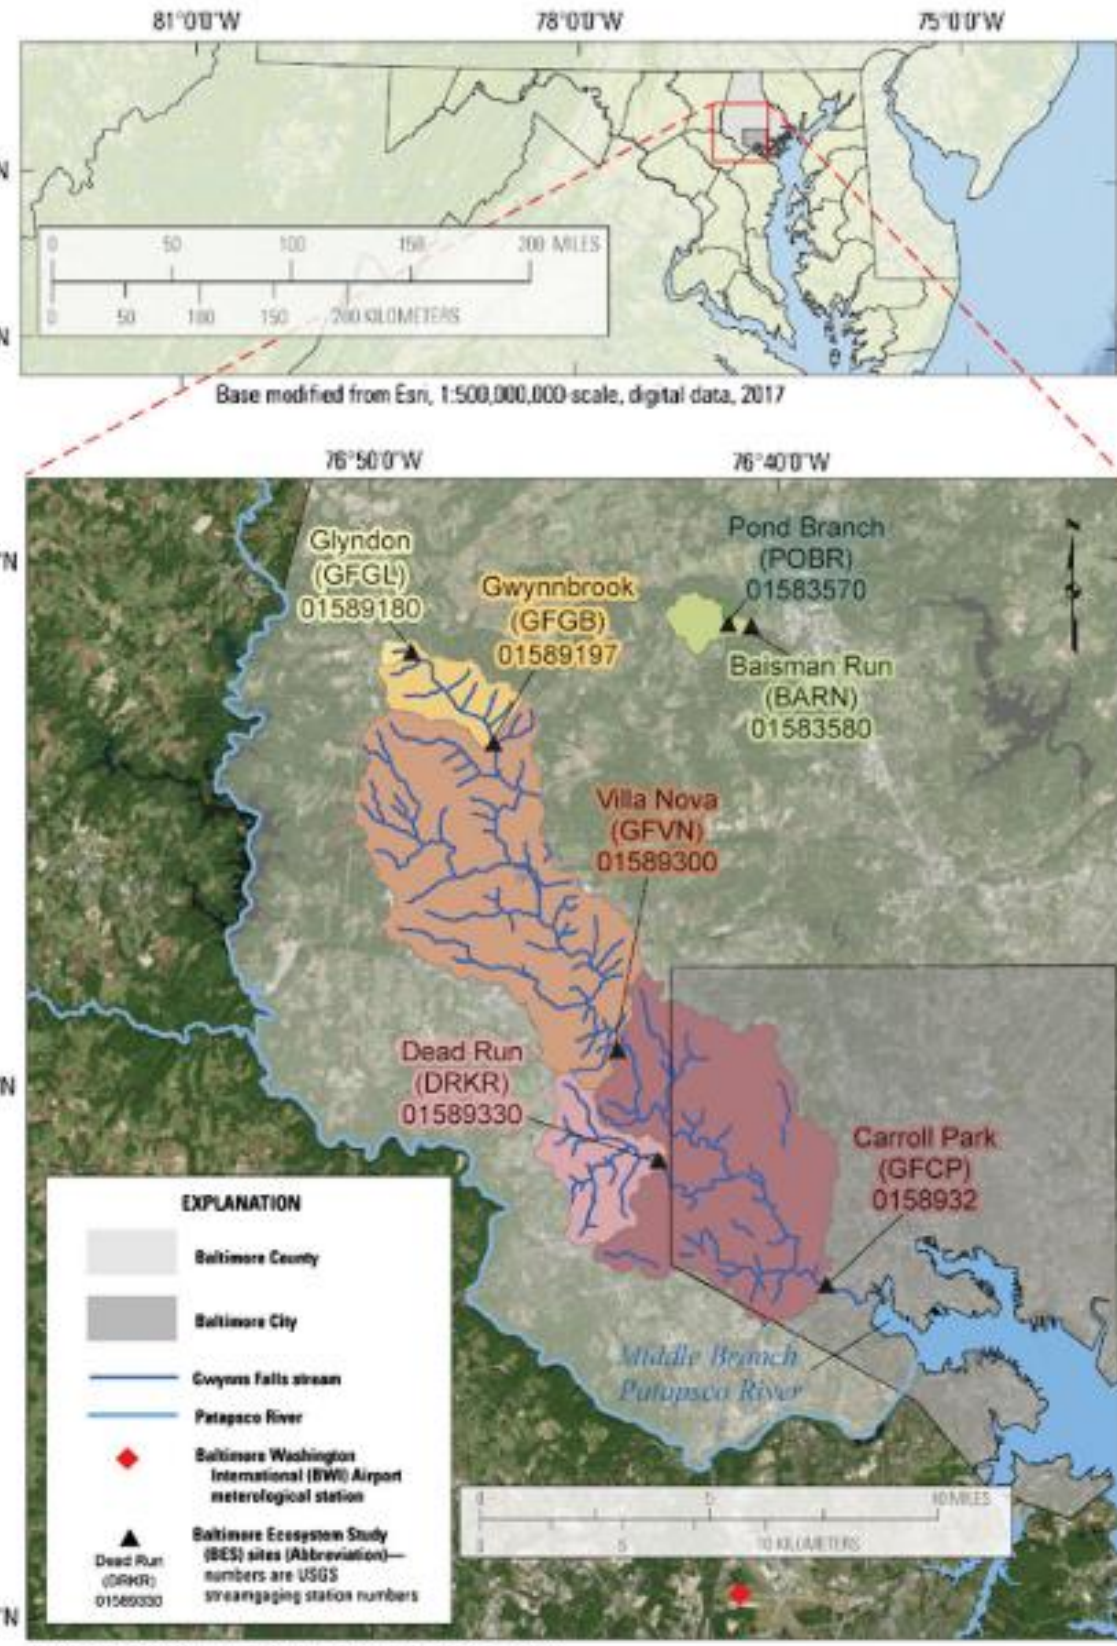 81°0'0"W 78°0'0"W 75°0'0"W
N
0 50 100 150 200 MILES
0 50 100 150 200 KILOMETERS
N
Base modified from Esri, 1:500,000,000-scale, digital data, 2017
76°50'0"W 76°40'0"W
N
Glyndon
(GFGL)
01589180
Gwynnbrook
(GFGB)
01589197
Pond Branch
(POBR)
01583570
N
Baisman Run
(BARN)
01583580
Villa Nova
(GFVN)
01589300
Dead Run
(DRKR)
01589330
N
Carroll Park
(GFCP)
0158932
Middle Branch
Patapsco River
EXPLANATION
Baltimore County
Baltimore City
Gwynns Falls stream
Patapsco River
Baltimore Washington
International (BWI) Airport
meterological station
Baltimore Ecosystem Study
(BES) sites (Abbreviation)—
numbers are USGS
streamgaging station numbers
Dead Run
(DRKR)
01589330
0 5 10 MILES
0 5 10 KILOMETERS
N